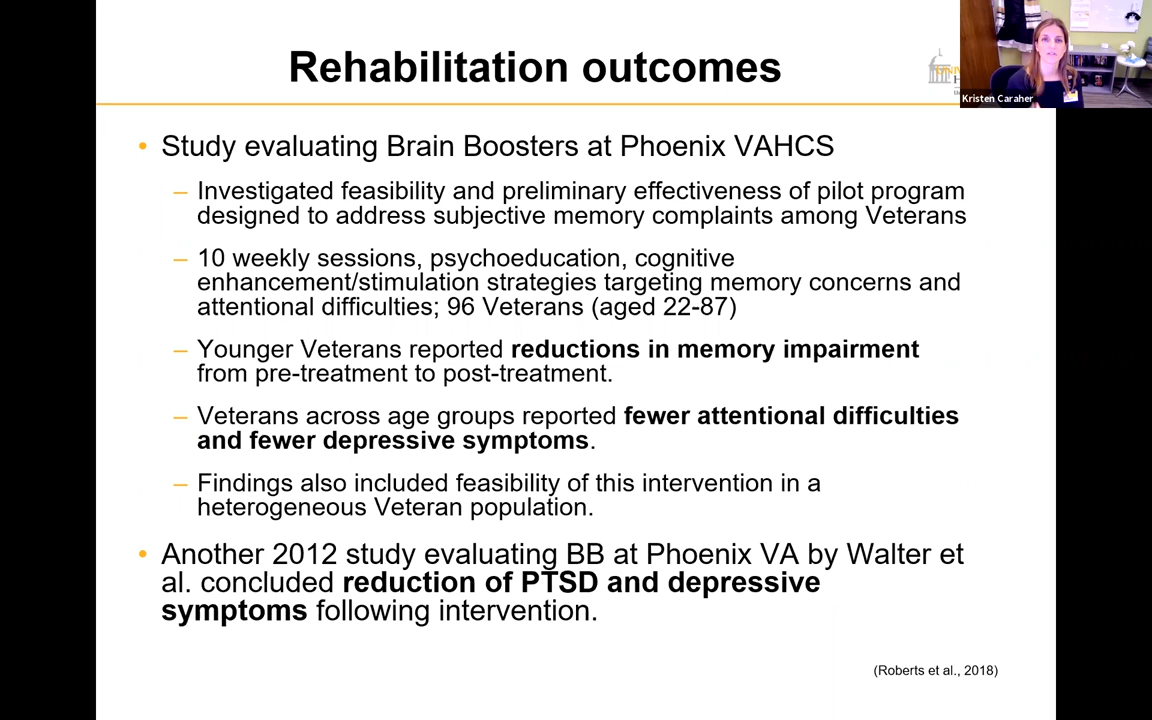 Rehabilitation outcomes
Kristen Caraher
• Study evaluating Brain Boosters at Phoenix VAHCS
– Investigated feasibility and preliminary effectiveness of pilot program
designed to address subjective memory complaints among Veterans
– 10 weekly sessions, psychoeducation, cognitive
enhancement/stimulation strategies targeting memory concerns and
attentional difficulties; 96 Veterans (aged 22-87)
– Younger Veterans reported reductions in memory impairment
from pre-treatment to post-treatment.
– Veterans across age groups reported fewer attentional difficulties
and fewer depressive symptoms.
– Findings also included feasibility of this intervention in a
heterogeneous Veteran population.
• Another 2012 study evaluating BB at Phoenix VA by Walter et
al. concluded reduction of PTSD and depressive
symptoms following intervention.
(Roberts et al., 2018)